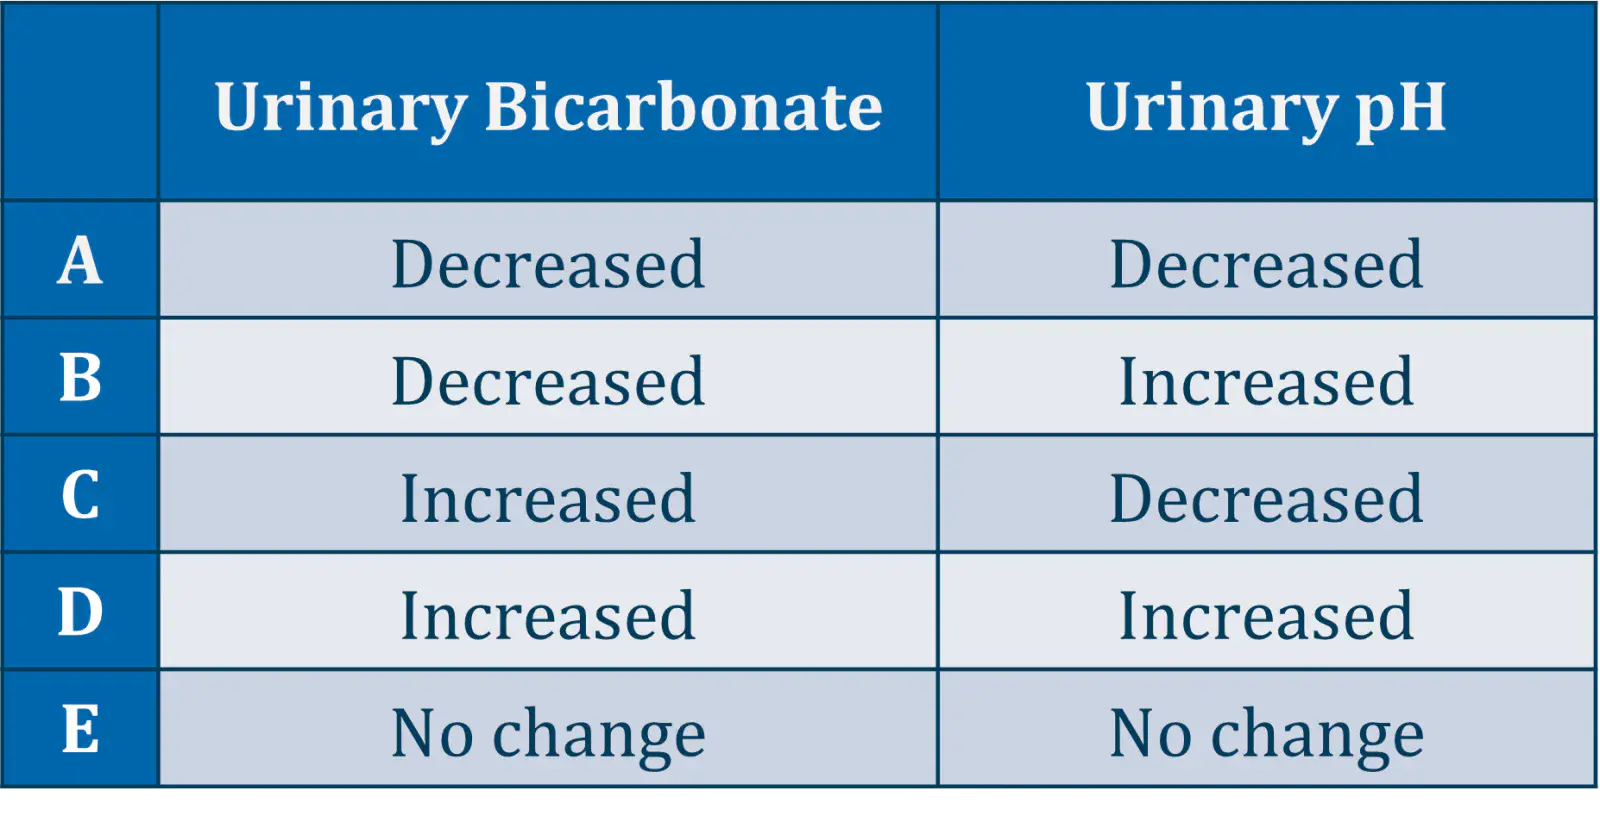 Urinary Bicarbonate Urinary pH
A Decreased Decreased
B Decreased Increased
C Increased Decreased
D Increased Increased
E No change No change